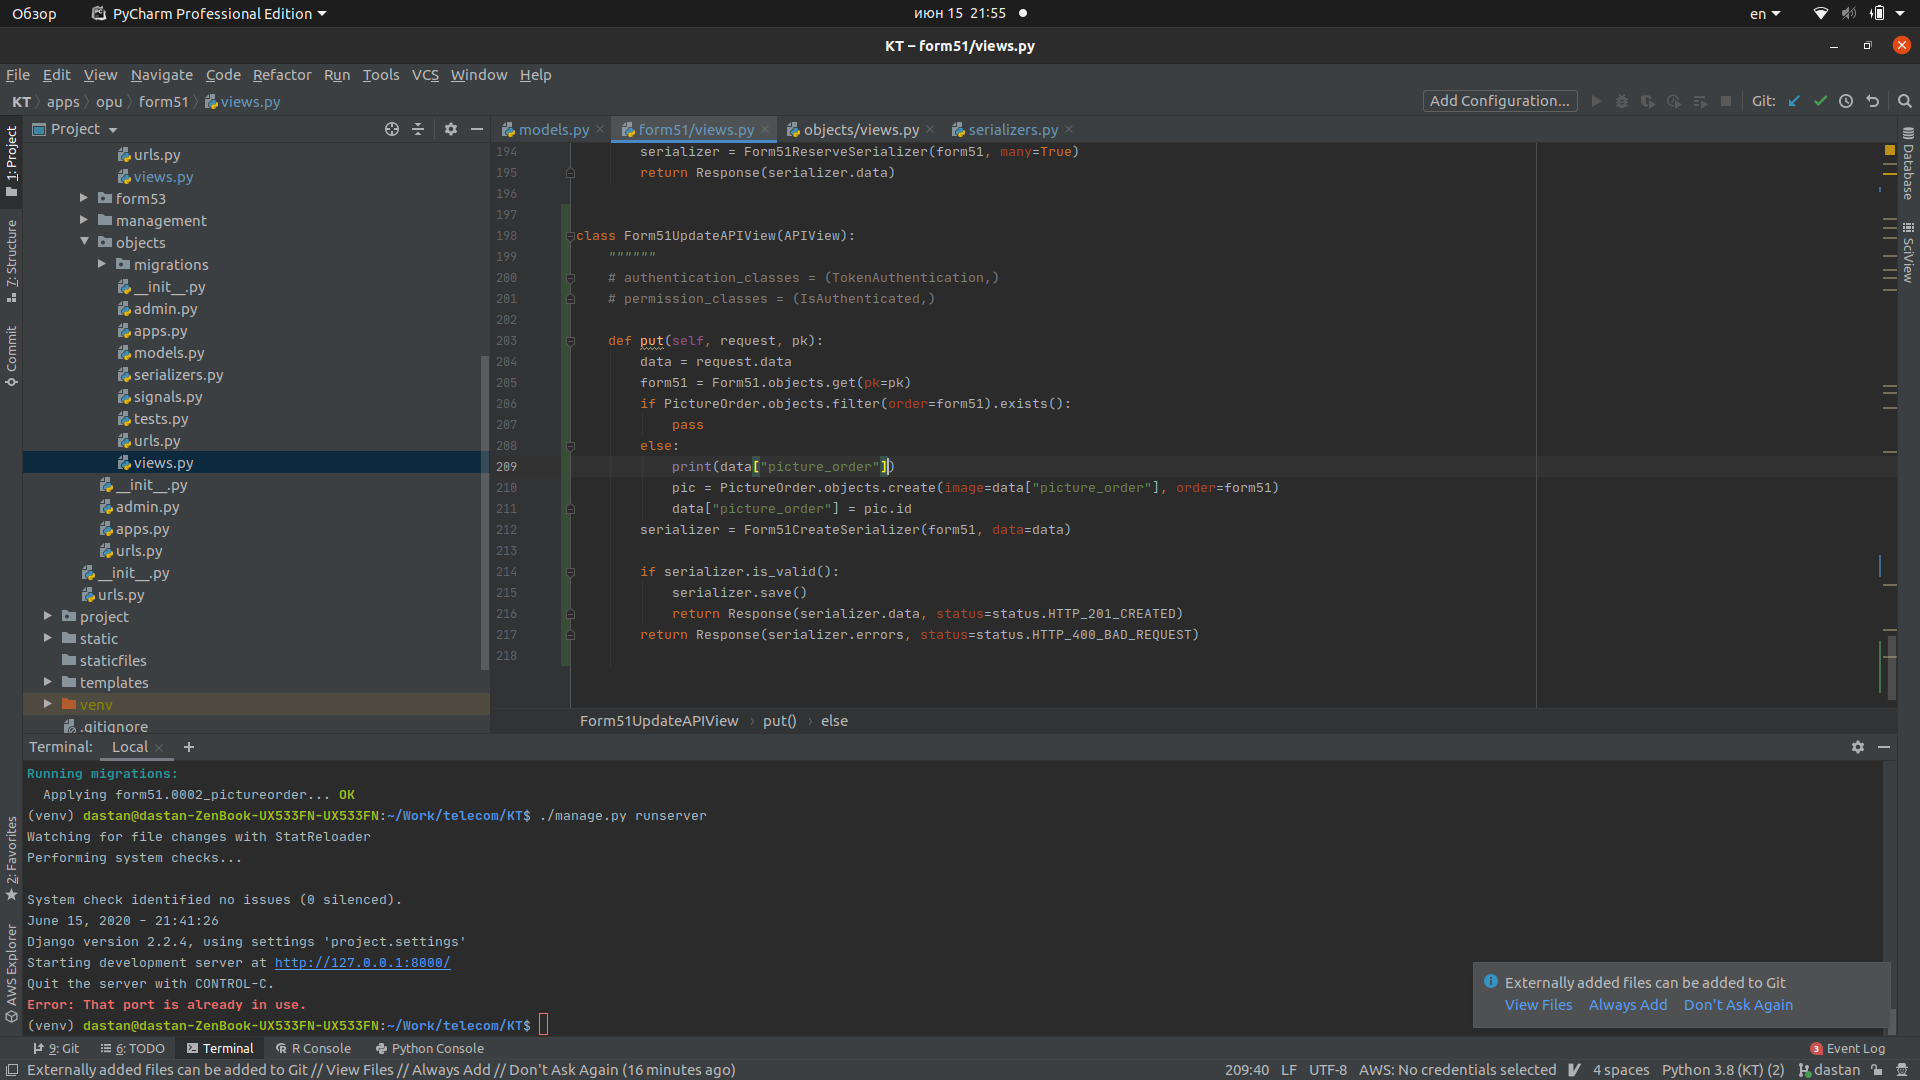 Обзор
PyCharm Professional Edition
июн 15 21:55
en
KT – form51/views.py
File Edit View Navigate Code Refactor Run Tools VCS Window Help
KT apps opu form51 views.py
Add Configuration...
Git:
1: Project
7: Structure
Commit
2: Favorites
AWS Explorer
Project
urls.py
views.py
form53
management
objects
migrations
__init__.py
admin.py
apps.py
models.py
serializers.py
signals.py
tests.py
urls.py
views.py
__init__.py
admin.py
apps.py
urls.py
__init__.py
urls.py
project
static
staticfiles
templates
venv
.gitignore
models.py form51/views.py objects/views.py serializers.py
194 serializer = Form51ReserveSerializer(form51, many=True)
195 return Response(serializer.data)
196
197
198 class Form51UpdateAPIView(APIView):
199 """"""
200 # authentication_classes = (TokenAuthentication,)
201 # permission_classes = (IsAuthenticated,)
202
203 def put(self, request, pk):
204 data = request.data
205 form51 = Form51.objects.get(pk=pk)
206 if PictureOrder.objects.filter(order=form51).exists():
207 pass
208 else:
209 print(data["picture_order"])
210 pic = PictureOrder.objects.create(image=data["picture_order"], order=form51)
211 data["picture_order"] = pic.id
212 serializer = Form51CreateSerializer(form51, data=data)
213
214 if serializer.is_valid():
215 serializer.save()
216 return Response(serializer.data, status=status.HTTP_201_CREATED)
217 return Response(serializer.errors, status=status.HTTP_400_BAD_REQUEST)
218
Form51UpdateAPIView › put() › else
Database
SciView
Terminal: Local
Running migrations:
Applying form51.0002_pictureorder... OK
(venv) dastan@dastan-ZenBook-UX533FN-UX533FN:~/Work/telecom/KT$ ./manage.py runserver
Watching for file changes with StatReloader
Performing system checks...
System check identified no issues (0 silenced).
June 15, 2020 - 21:41:26
Django version 2.2.4, using settings 'project.settings'
Starting development server at http://127.0.0.1:8000/
Quit the server with CONTROL-C.
Error: That port is already in use.
(venv) dastan@dastan-ZenBook-UX533FN-UX533FN:~/Work/telecom/KT$
Externally added files can be added to Git
View Files Always Add Don't Ask Again
9: Git 6: TODO Terminal R Console Python Console
3 Event Log
Externally added files can be added to Git // View Files // Always Add // Don't Ask Again (16 minutes ago)
209:40 LF UTF-8 AWS: No credentials selected 4 spaces Python 3.8 (KT) (2) dastan